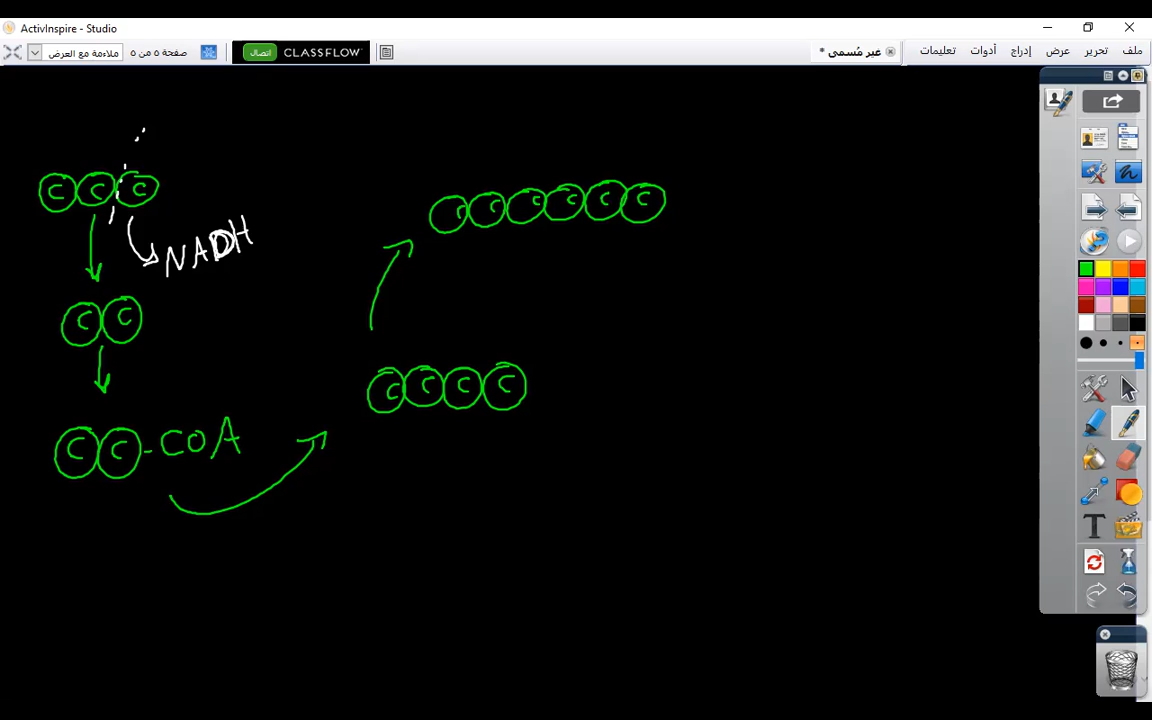 ActivInspire - Studio
ملف تحرير عرض إدراج أدوات تعليمات
غير مُسمى *
CLASSFLOW اتصال
صفحة ٥ من ٥
ملاءمة مع العرض
C C C
NADH
C C
C C - COA
C C C C
C C C C C C